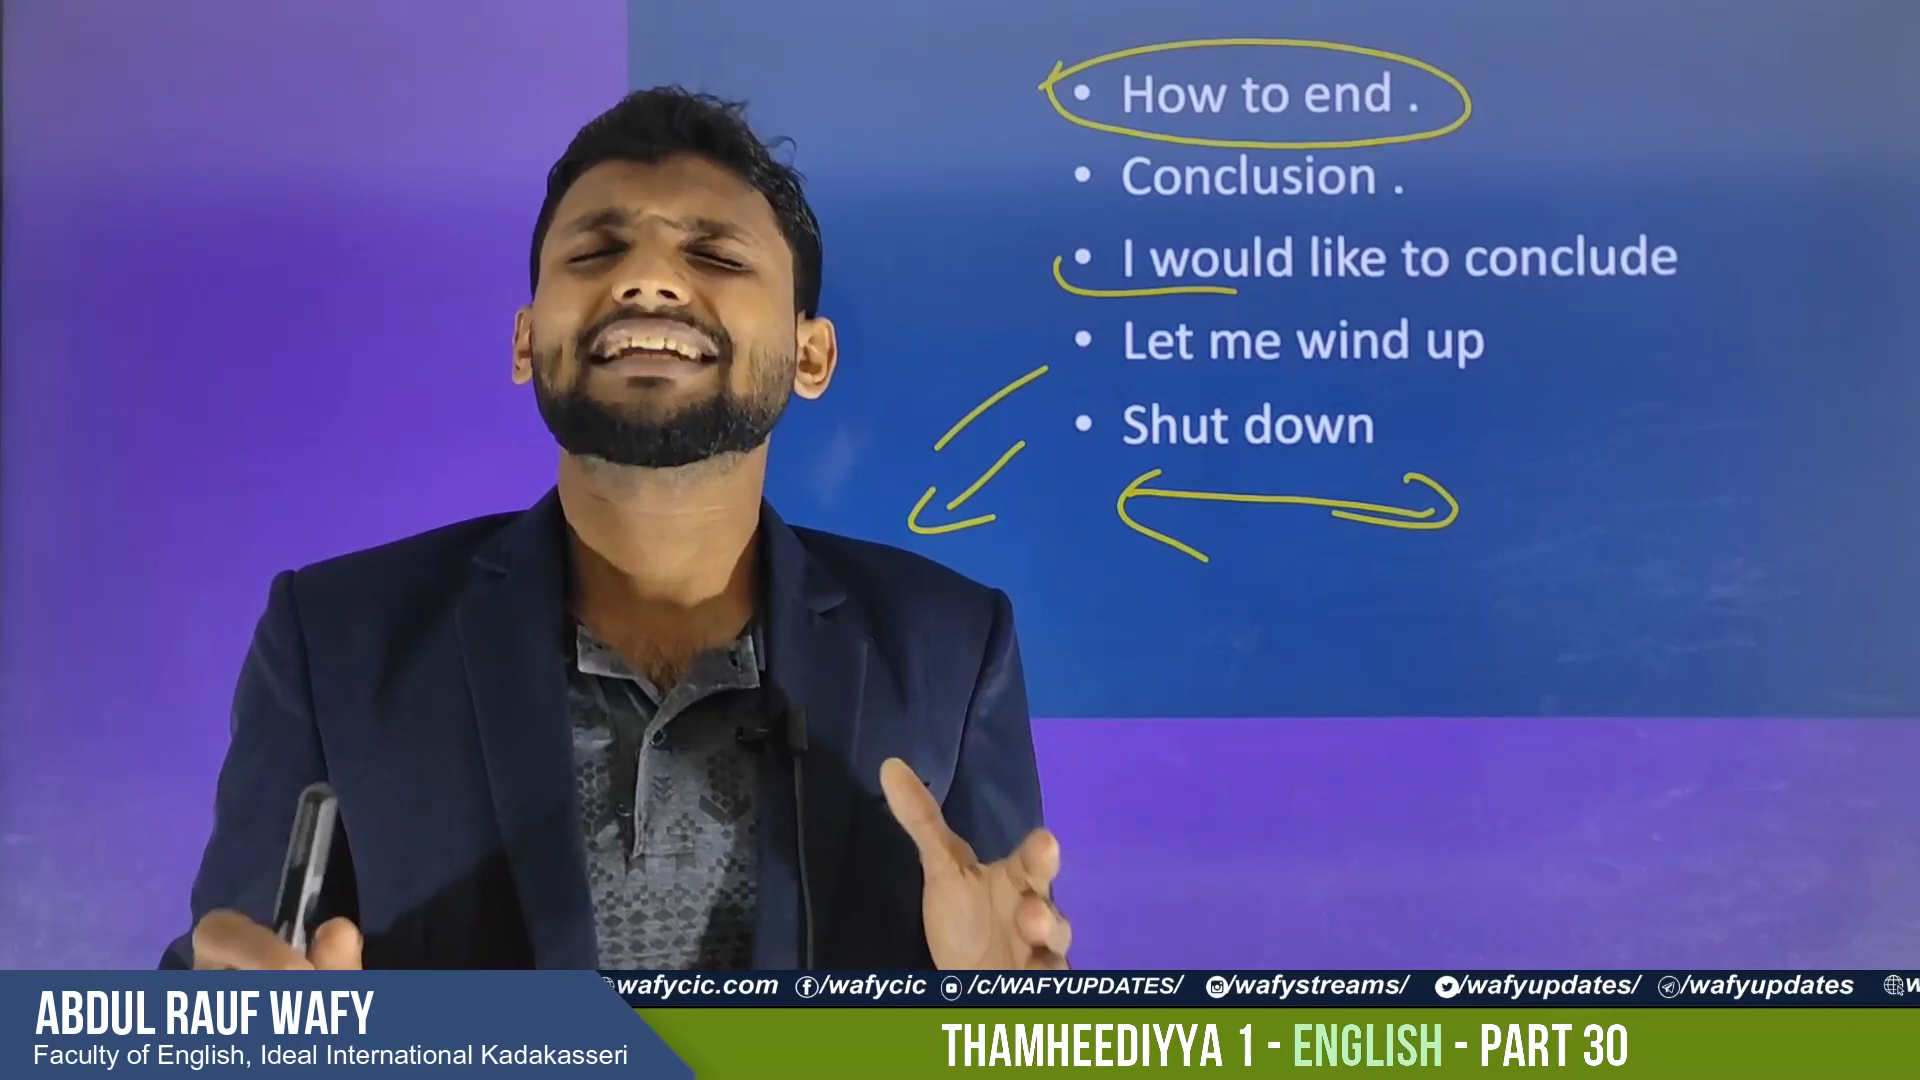 • How to end .
• Conclusion .
• I would like to conclude
• Let me wind up
• Shut down
wafycic.com /wafycic /c/WAFYUPDATES/ /wafystreams/ /wafyupdates/ /wafyupdates
ABDUL RAUF WAFY
Faculty of English, Ideal International Kadakasseri
THAMHEEDIYYA 1 - ENGLISH - PART 30